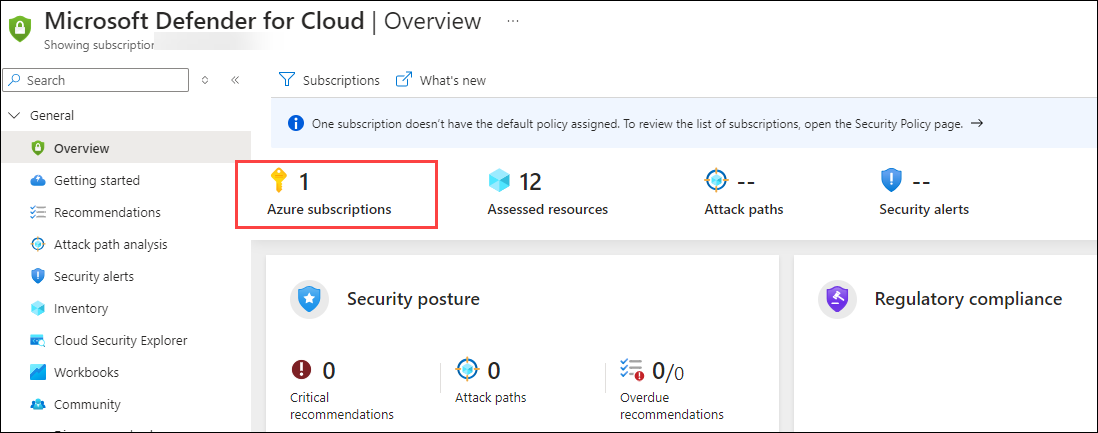 Microsoft Defender for Cloud | Overview ...
Showing subscription
Search
Subscriptions
What's new
General
One subscription doesn't have the default policy assigned. To review the list of subscriptions, open the Security Policy page. →
Overview
Getting started
Recommendations
Attack path analysis
Security alerts
Inventory
Cloud Security Explorer
Workbooks
Community
1
Azure subscriptions
12
Assessed resources
--
Attack paths
--
Security alerts
Security posture
0
Critical
recommendations
0
Attack paths
0/0
Overdue
recommendations
Regulatory compliance